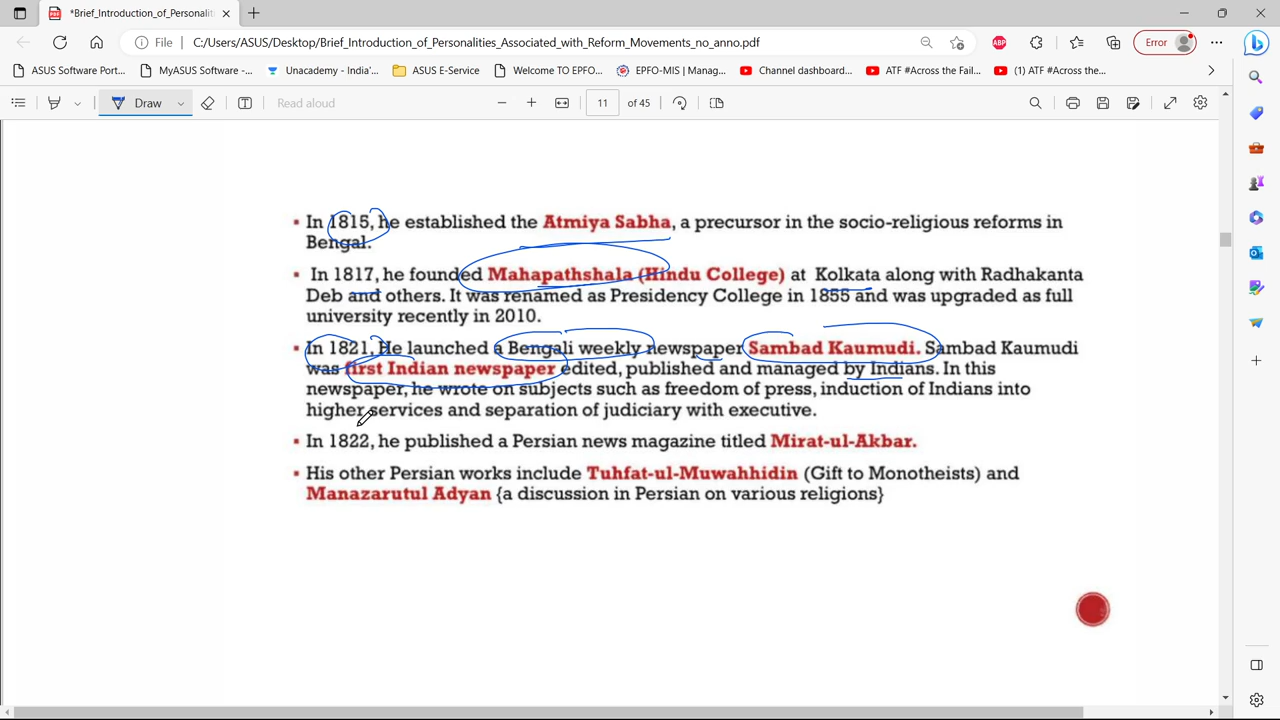 *Brief_Introduction_of_Personalit
File
C:/Users/ASUS/Desktop/Brief_Introduction_of_Personalities_Associated_with_Reform_Movements_no_anno.pdf
ABP
Error
ASUS Software Port...
MyASUS Software -...
Unacademy - India'...
ASUS E-Service
Welcome To EPFO...
EPFO-MIS | Manag...
Channel dashboard...
ATF #Across the Fail...
(1) ATF #Across the...
Draw
Read aloud
11 of 45
In 1815, he established the Atmiya Sabha, a precursor in the socio-religious reforms in
Bengal.
In 1817, he founded Mahapathshala (Hindu College) at Kolkata along with Radhakanta
Deb and others. It was renamed as Presidency College in 1855 and was upgraded as full
university recently in 2010.
In 1821, He launched a Bengali weekly newspaper Sambad Kaumudi. Sambad Kaumudi
was first Indian newspaper edited, published and managed by Indians. In this
newspaper, he wrote on subjects such as freedom of press, induction of Indians into
higher services and separation of judiciary with executive.
In 1822, he published a Persian news magazine titled Mirat-ul-Akbar.
His other Persian works include Tuhfat-ul-Muwahhidin (Gift to Monotheists) and
Manazarutul Adyan {a discussion in Persian on various religions}